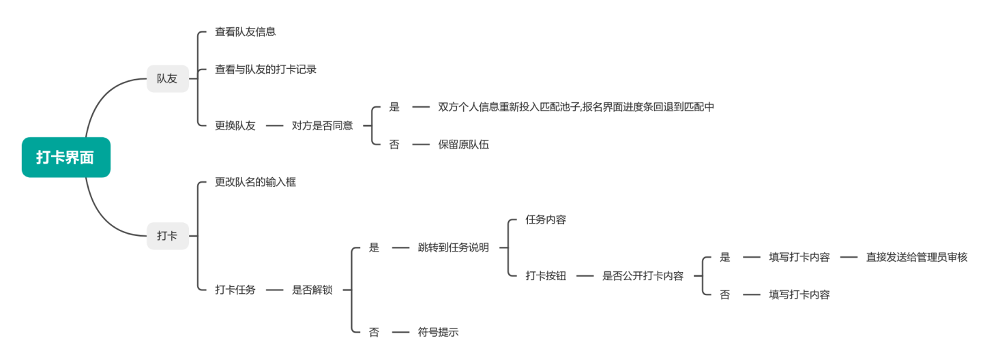 打卡界面
队友
查看队友信息
查看与队友的打卡记录
更换队友
对方是否同意
是
双方个人信息重新投入匹配池子,报名界面进度条回退到匹配中
否
保留原队伍
打卡
更改队名的输入框
打卡任务
是否解锁
是
跳转到任务说明
任务内容
打卡按钮
是否公开打卡内容
是
填写打卡内容
直接发送给管理员审核
否
填写打卡内容
否
符号提示